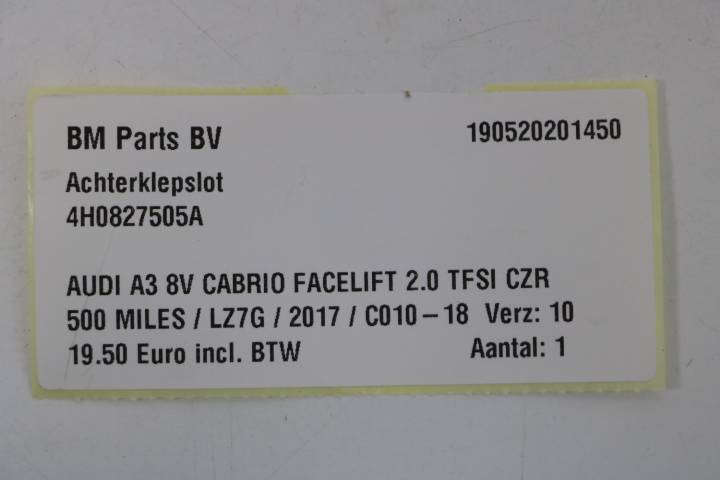 BM Parts BV 190520201450
Achterklepslot
4H0827505A
AUDI A3 8V CABRIO FACELIFT 2.0 TFSI CZR
500 MILES / LZ7G / 2017 / C010-18 Verz: 10
19.50 Euro incl. BTW Aantal: 1